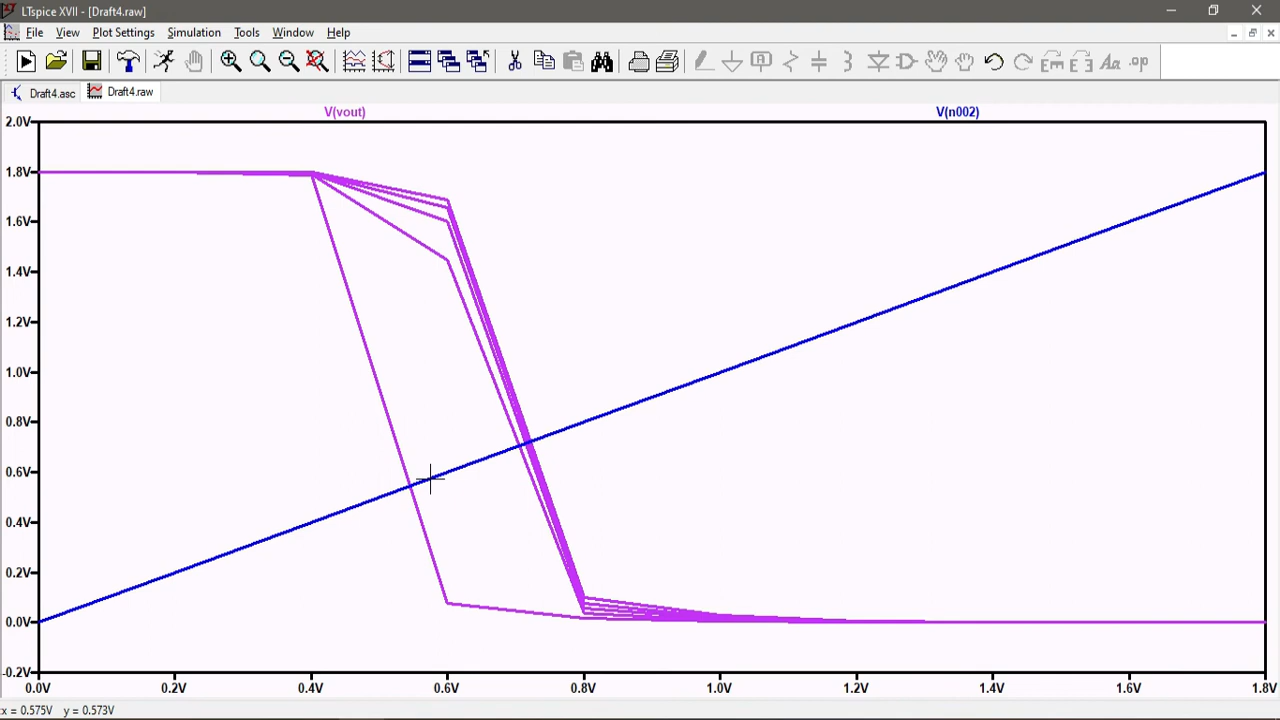 LTspice XVII - [Draft4.raw]
File View Plot Settings Simulation Tools Window Help
Aa .op
Draft4.asc Draft4.raw
V(vout) V(n002)
2.0V
1.8V
1.6V
1.4V
1.2V
1.0V
0.8V
0.6V
0.4V
0.2V
0.0V
-0.2V
0.0V 0.2V 0.4V 0.6V 0.8V 1.0V 1.2V 1.4V 1.6V 1.8V
x = 0.575V y = 0.573V